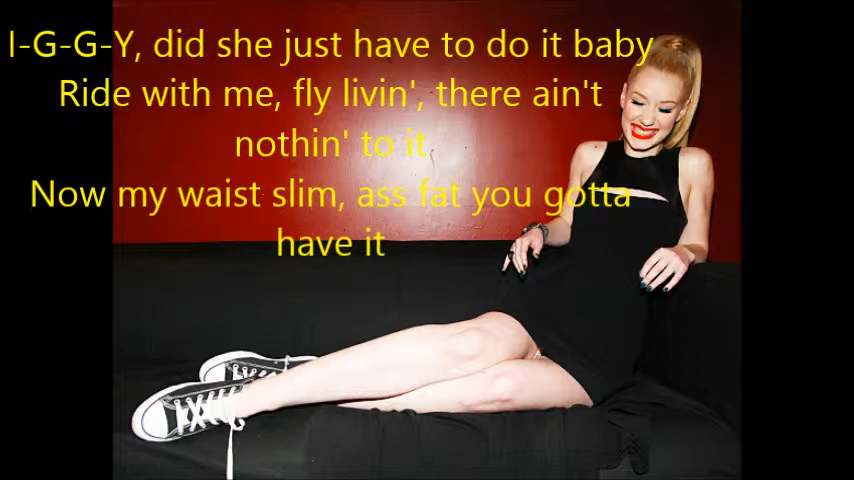 I-G-G-Y, did she just have to do it baby
Ride with me, fly livin', there ain't
nothin' to it
Now my waist slim, ass fat you gotta
have it